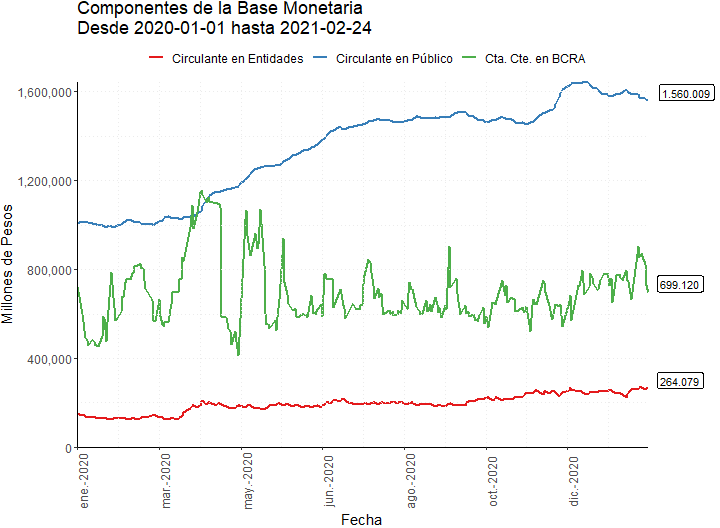 Componentes de la Base Monetaria
Desde 2020-01-01 hasta 2021-02-24
Circulante en Entidades
Circulante en Público
Cta. Cte. en BCRA
Millones de Pesos
1,600,000
1,200,000
800,000
400,000
0
1.560.009
699.120
264.079
ene.-2020
mar.-2020
may.-2020
jun.-2020
ago.-2020
oct.-2020
dic.-2020
Fecha